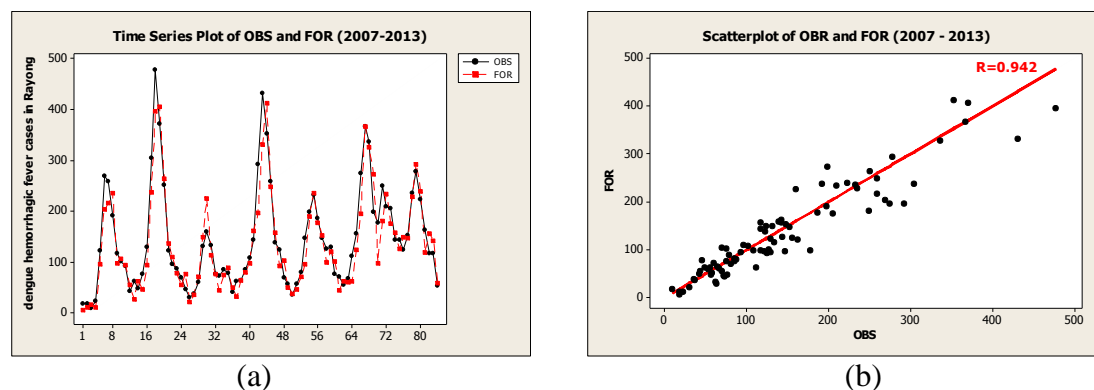 Time Series Plot of OBS and FOR (2007-2013)
dengue hemorrhagic fever cases in Rayong
500
400
300
200
100
0
1 8 16 24 32 40 48 56 64 72 80
OBS
FOR
(a)
Scatterplot of OBR and FOR (2007 - 2013)
R=0.942
FOR
500
400
300
200
100
0
0 100 200 300 400 500
OBS
(b)